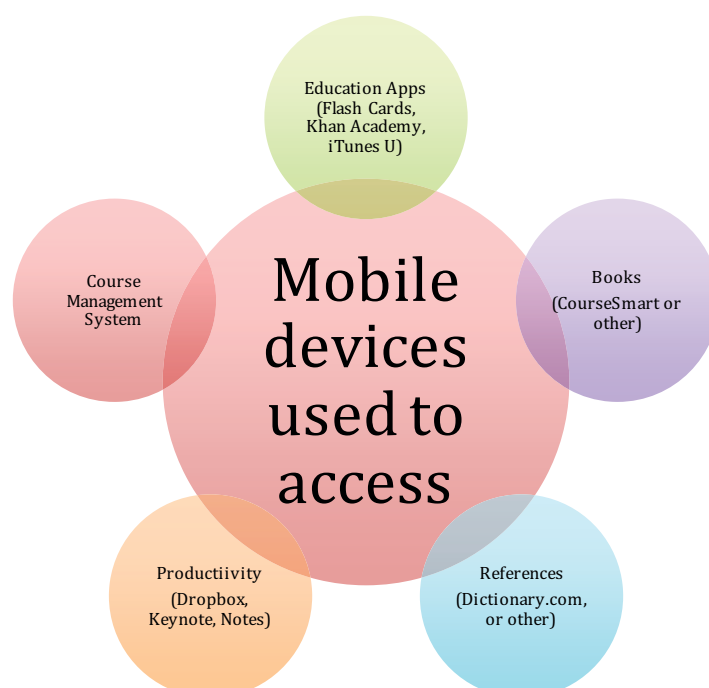 Education Apps
(Flash Cards,
Khan Academy,
iTunes U)
Mobile
devices
used to
access
Books
(CourseSmart or
other)
References
(Dictionary.com,
or other)
Productiivity
(Dropbox,
Keynote, Notes)
Course
Management
System